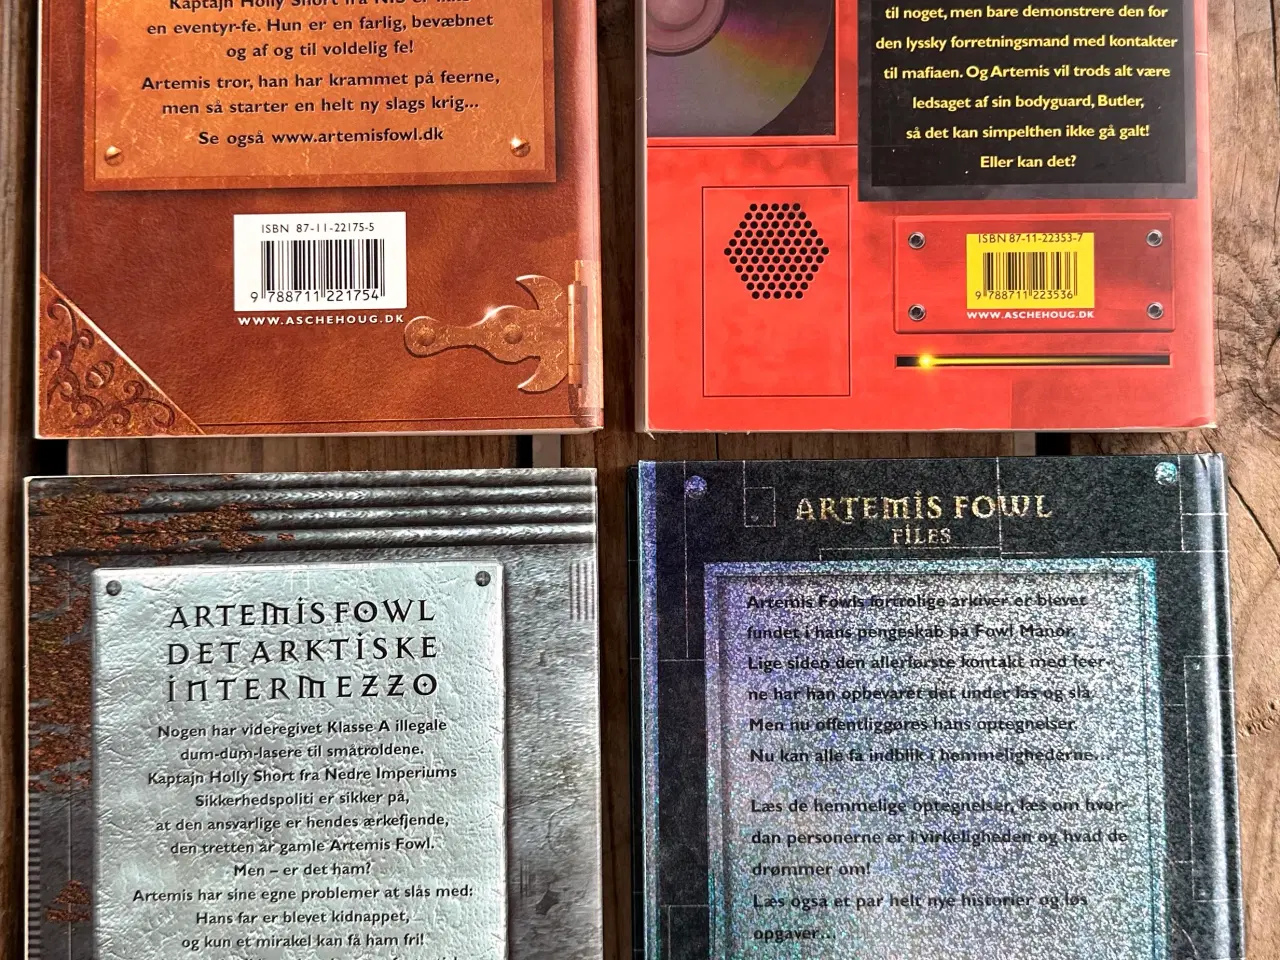 en eventyr-fe. Hun er en farlig, bevæbnet
og af og til voldelig fe!
Artemis tror, han har krammet på feerne,
men så starter en helt ny slags krig...
Se også www.artemisfowl.dk
ISBN 87-11-22175-5
9 788711 221754
WWW.ASCHEHOUG.DK
til noget, men bare demonstrere den for
den lyssky forretningsmand med kontakter
til mafiaen. Og Artemis vil trods alt være
ledsaget af sin bodyguard, Butler,
så det kan simpelthen ikke gå galt!
Eller kan det?
ISBN 87-11-22353-7
9 788711 223536
WWW.ASCHEHOUG.DK
ARTEMIS FOWL
DET ARKTISKE
INTERMEZZO
Nogen har videregivet Klasse A illegale
dum-dum-lasere til småtroldene.
Kaptajn Holly Short fra Nedre Imperiums
Sikkerhedspoliti er sikker på,
at den ansvarlige er hendes ærkefjende,
den tretten år gamle Artemis Fowl.
Men – er det ham?
Artemis har sine egne problemer at slås med:
Hans far er blevet kidnappet,
og kun et mirakel kan få ham fri!
ARTEMIS FOWL
FILES
Artemis Fowls fortrolige arkiver er blevet
fundet i hans pengeskab på Fowl Manor.
Lige siden den allerførste kontakt med feer-
ne har han opbevaret det under lås og slå.
Men nu offentliggøres hans optegnelser.
Nu kan alle få indblik i hemmelighederne...
Læs de hemmelige optegnelser, læs om hvor-
dan personerne er i virkeligheden og hvad de
drømmer om!
Læs også et par helt nye historier og løs
opgaver...